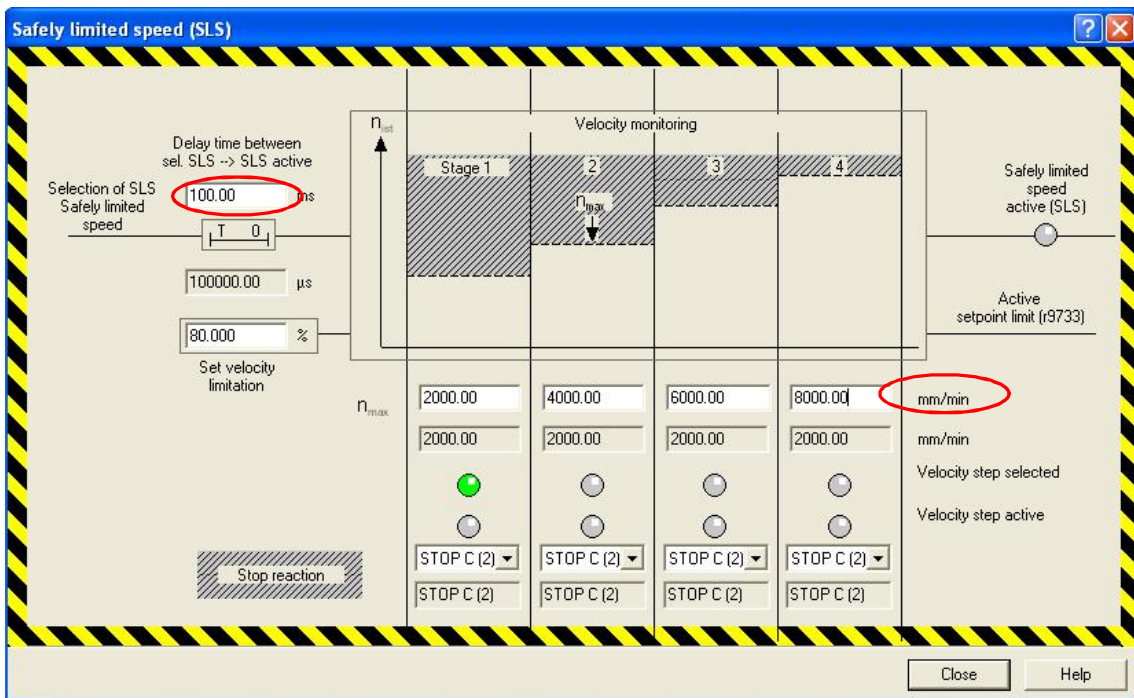 Safely limited speed (SLS)
n ist
Velocity monitoring
Delay time between
sel. SLS --> SLS active
Selection of SLS
Safely limited
speed
100.00 ms
T 0
100000.00 µs
80.000 %
Set velocity
limitation
Stage 1
2
3
4
n max
Safely limited
speed
active (SLS)
Active
setpoint limit (r9733)
n max
2000.00 4000.00 6000.00 8000.00 mm/min
2000.00 2000.00 2000.00 2000.00 mm/min
Velocity step selected
Velocity step active
STOP C (2) STOP C (2) STOP C (2) STOP C (2)
Stop reaction
STOP C (2) STOP C (2) STOP C (2) STOP C (2)
Close Help